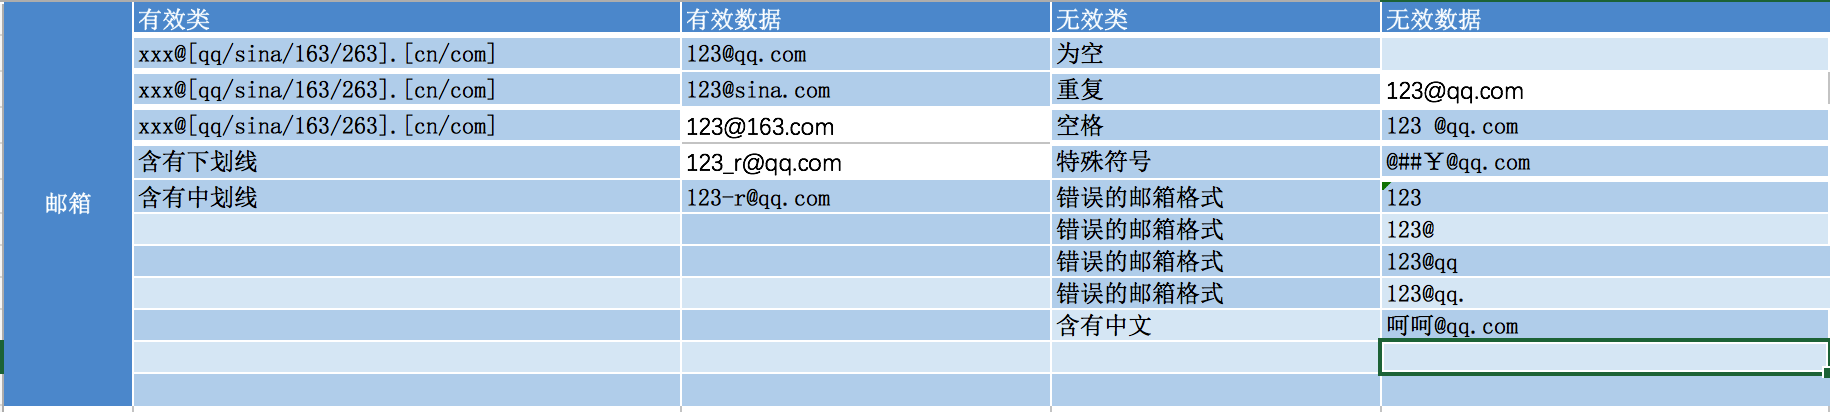 有效类 有效数据 无效类 无效数据
xxx@[qq/sina/163/263].[cn/com] 123@qq.com 为空
xxx@[qq/sina/163/263].[cn/com] 123@sina.com 重复 123@qq.com
xxx@[qq/sina/163/263].[cn/com] 123@163.com 空格 123 @qq.com
含有下划线 123_r@qq.com 特殊符号 @##￥@qq.com
邮箱 含有中划线 123-r@qq.com 错误的邮箱格式 123
错误的邮箱格式 123@
错误的邮箱格式 123@qq
错误的邮箱格式 123@qq.
含有中文 呵呵@qq.com